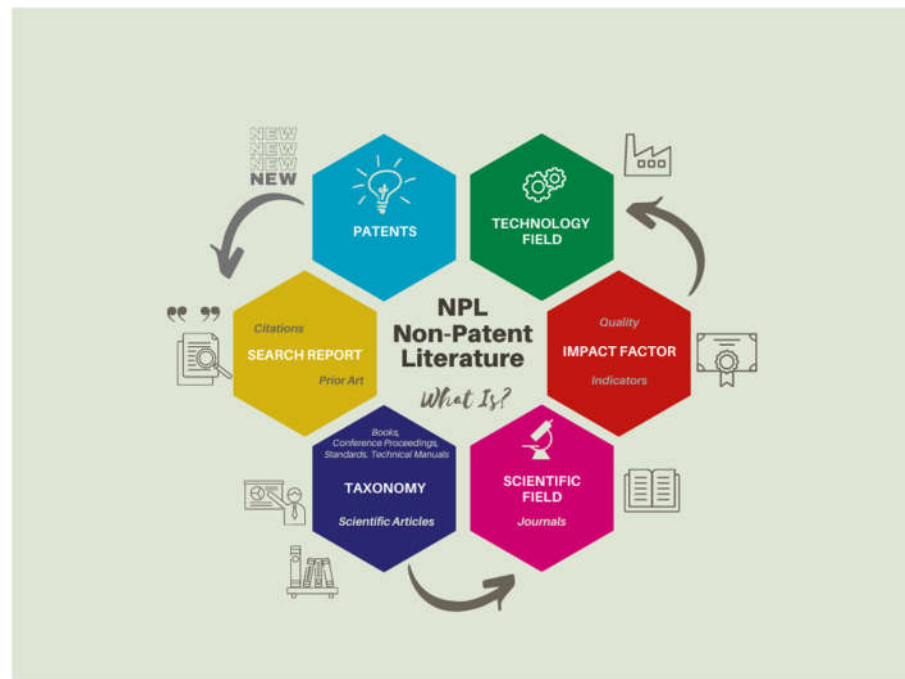 NEW
NEW
NEW
NEW
PATENTS
TECHNOLOGY
FIELD
NPL
Non-Patent
Literature
What Is?
Citations
SEARCH REPORT
Prior Art
Quality
IMPACT FACTOR
Indicators
Books,
Conference Proceedings,
Standards, Technical Manuals
TAXONOMY
Scientific Articles
SCIENTIFIC
FIELD
Journals